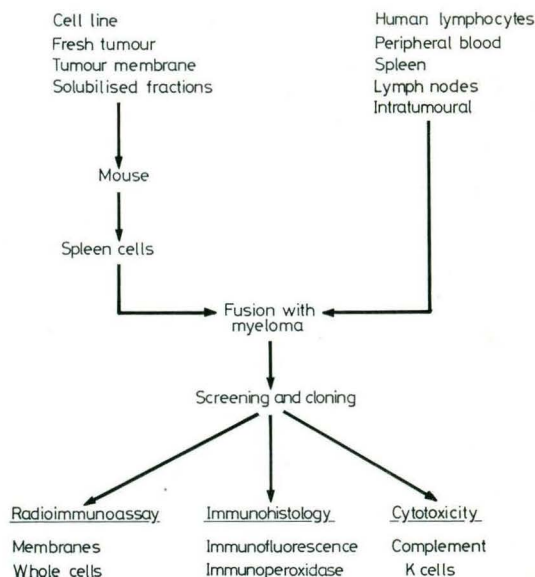 Cell line
Fresh tumour
Tumour membrane
Solubilised fractions
Human lymphocytes
Peripheral blood
Spleen
Lymph nodes
Intratumoural
Mouse
Spleen cells
Fusion with
myeloma
Screening and cloning
Radioimmunoassay
Membranes
Whole cells
Immunohistology
Immunofluorescence
Immunoperoxidase
Cytotoxicity
Complement
K cells